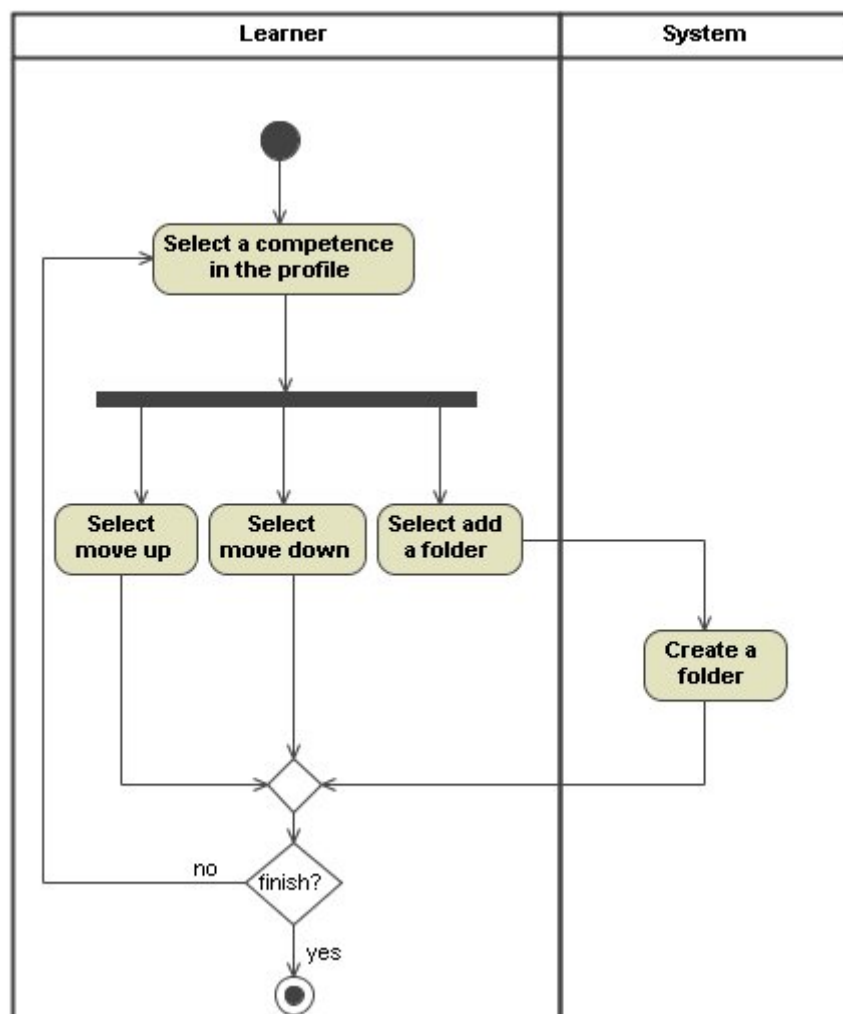 Learner
System
Select a competence
in the profile
Select
move up
Select
move down
Select add
a folder
Create a
folder
no
finish?
yes